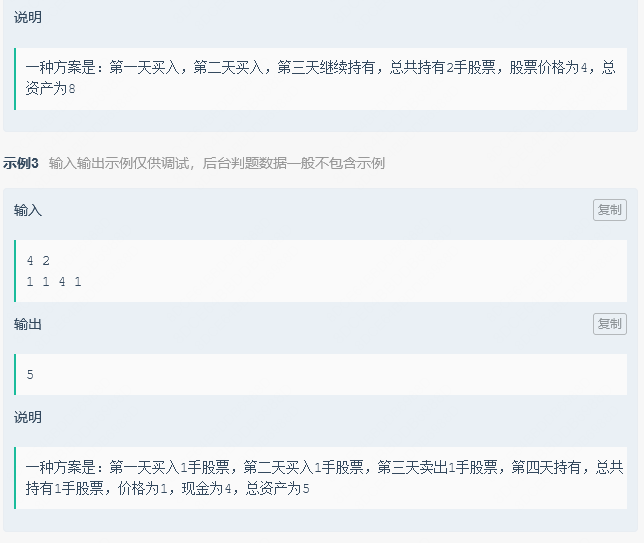 说明
一种方案是：第一天买入，第二天买入，第三天继续持有，总共持有2手股票，股票价格为4，总
资产为8
示例3 输入输出示例仅供调试，后台判题数据一般不包含示例
输入 复制
4 2
1 1 4 1
输出 复制
5
说明
一种方案是：第一天买入1手股票，第二天买入1手股票，第三天卖出1手股票，第四天持有，总共
持有1手股票，价格为1，现金为4，总资产为5